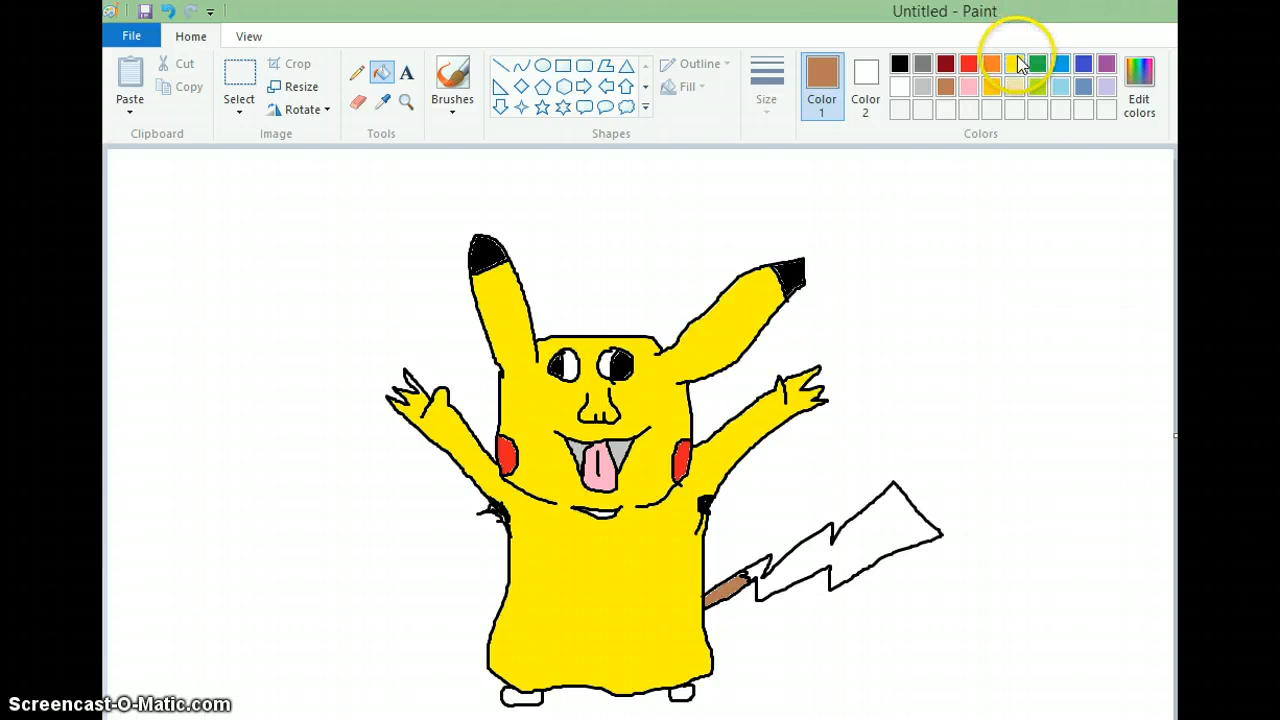 Untitled - Paint
File Home View
Paste
Cut
Copy
Clipboard
Select
Crop
Resize
Rotate
Image
A
Tools
Brushes
Shapes
Outline
Fill
Size
Color 1
Color 2
Colors
Edit colors
Screencast-O-Matic.com